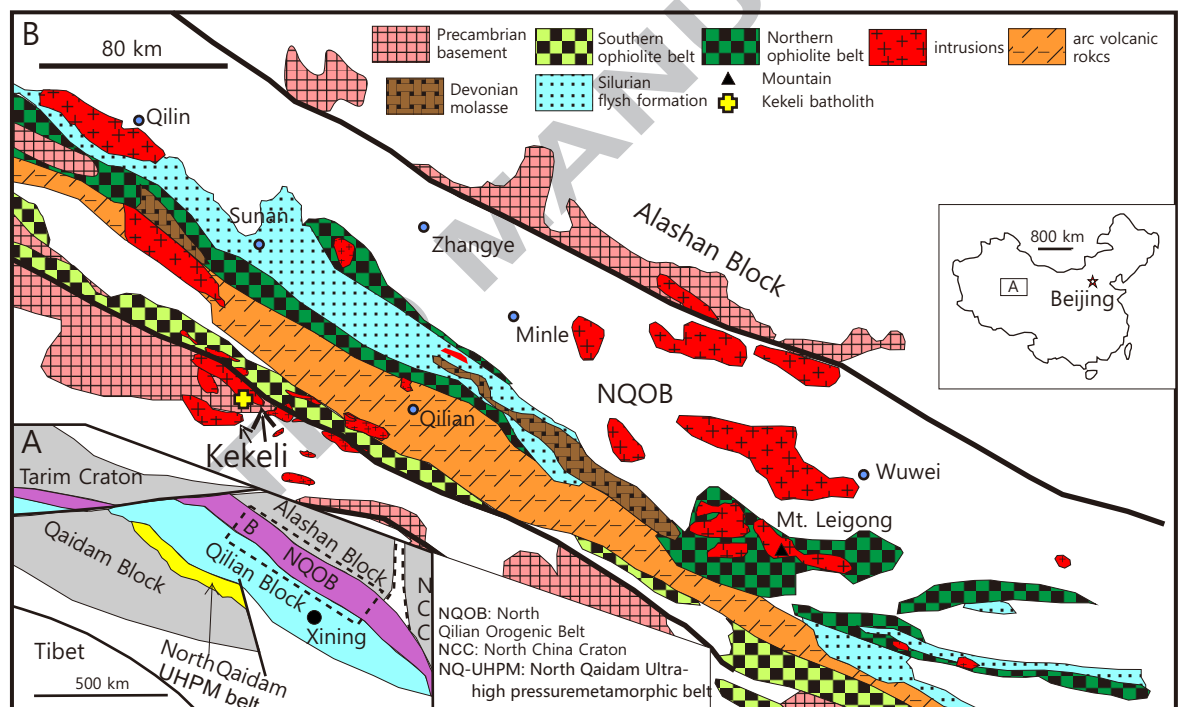 B
80 km
Precambrian
basement
Southern
ophiolite belt
Northern
ophiolite belt
intrusions
arc volcanic
rokcs
Devonian
molasse
Silurian
flysh formation
Mountain
Kekeli batholith
Qilin
Sunan
Zhangye
Alashan Block
Minle
NQOB
Qilian
Kekeli
Wuwei
Mt. Leigong
800 km
A
Beijing
A
Tarim Craton
Qaidam Block
Alashan Block
B
NQOB
Qilian Block
Xining
N
C
C
Tibet
500 km
North Qaidam
UHPM belt
NQOB: North
Qilian Orogenic Belt
NCC: North China Craton
NQ-UHPM: North Qaidam Ultra-
high pressuremetamorphic belt